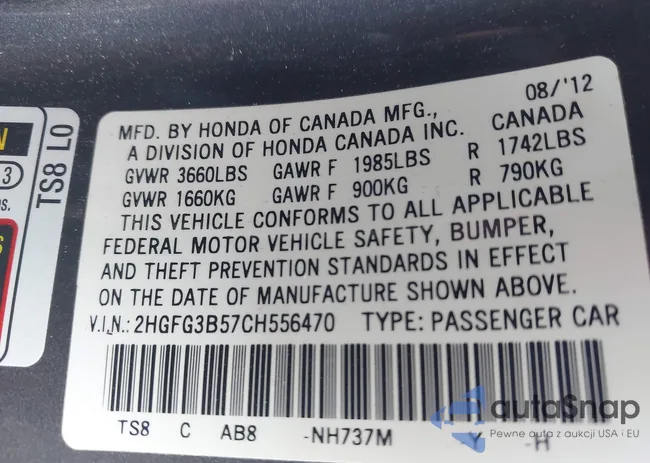 08/'12
MFD. BY HONDA OF CANADA MFG., CANADA
A DIVISION OF HONDA CANADA INC.
GVWR 3660LBS GAWR F 1985LBS R 1742LBS
GVWR 1660KG GAWR F 900KG R 790KG
THIS VEHICLE CONFORMS TO ALL APPLICABLE
FEDERAL MOTOR VEHICLE SAFETY, BUMPER,
AND THEFT PREVENTION STANDARDS IN EFFECT
ON THE DATE OF MANUFACTURE SHOWN ABOVE.
V.I.N.: 2HGFG3B57CH556470 TYPE: PASSENGER CAR
TS8 C AB8 -NH737M Y -H
TS8 LO
N
3
S.
S
autoSnap
Pewne auta z aukcji USA i EU